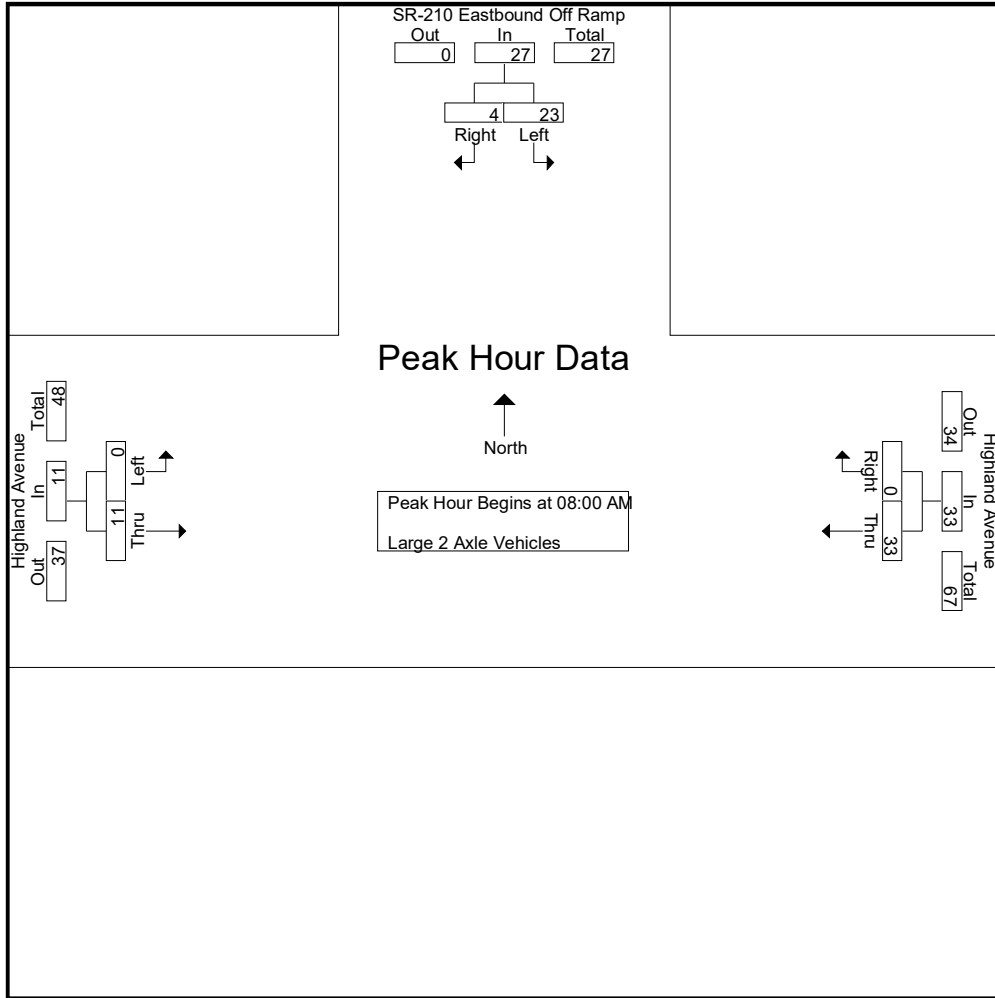 SR-210 Eastbound Off Ramp
Out In Total
0 27 27
4 23
Right Left
Peak Hour Data
North
Peak Hour Begins at 08:00 AM
Large 2 Axle Vehicles
Highland Avenue
Out In Total
37 11 48
Left Thru
0 11
Highland Avenue
Out In Total
34 33 67
Right Thru
0 33